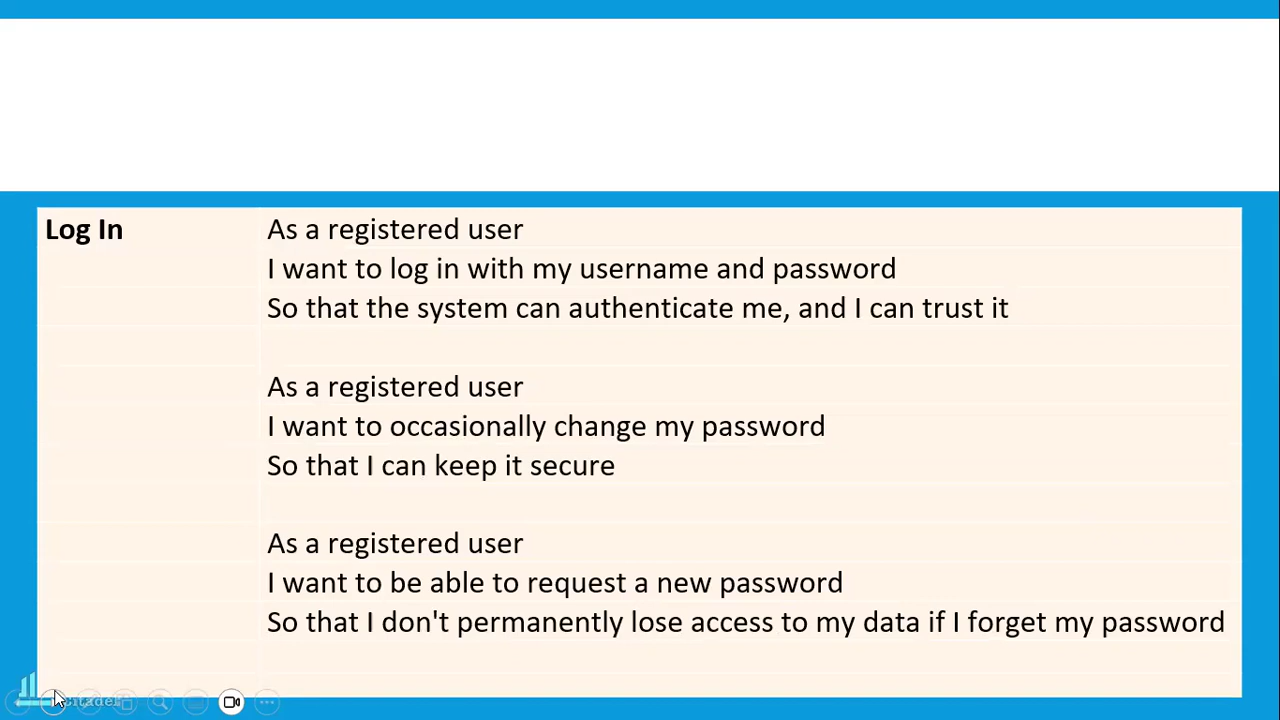 Log In
As a registered user
I want to log in with my username and password
So that the system can authenticate me, and I can trust it
As a registered user
I want to occasionally change my password
So that I can keep it secure
As a registered user
I want to be able to request a new password
So that I don't permanently lose access to my data if I forget my password